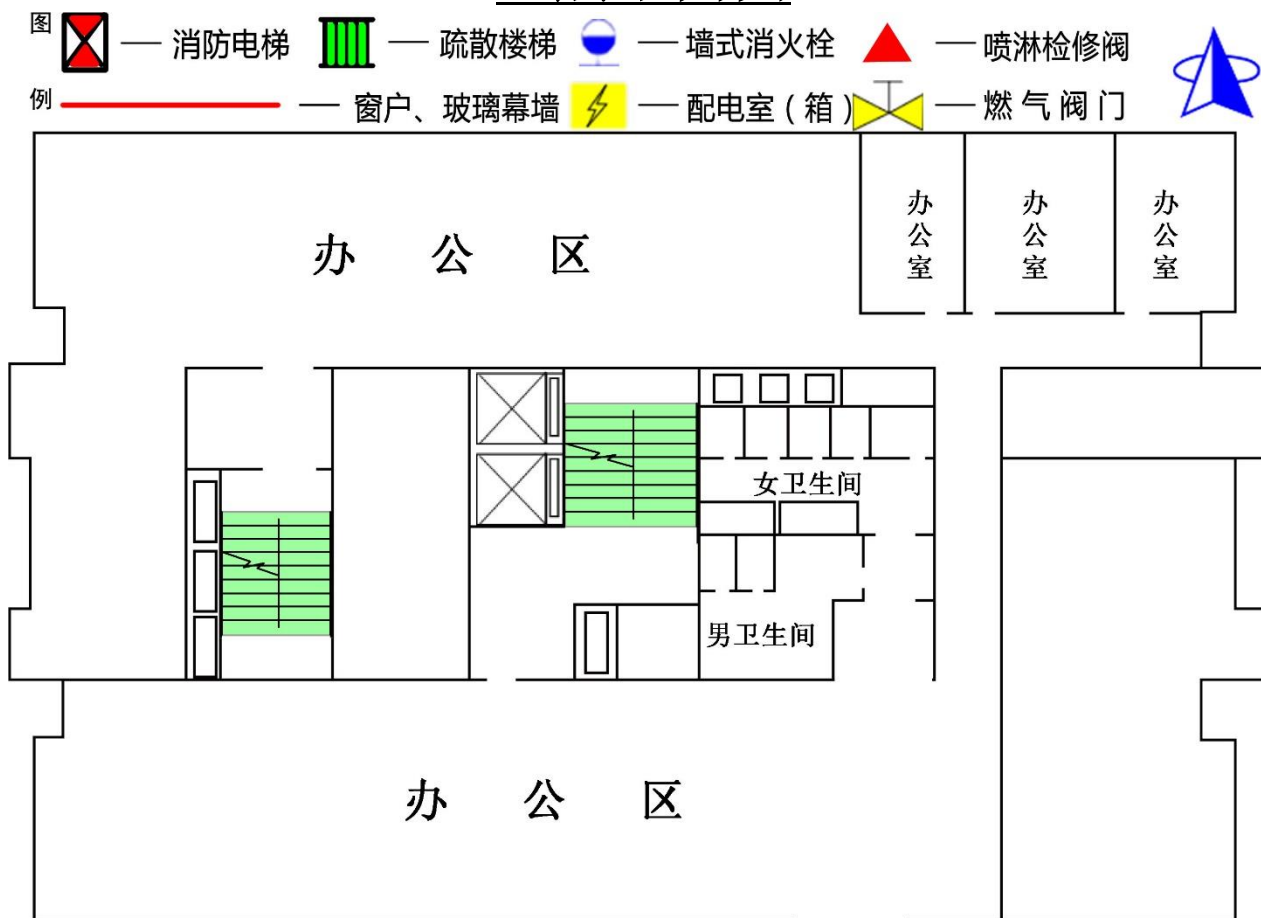 图
— 消防电梯 — 疏散楼梯 — 墙式消火栓 — 喷淋检修阀
例
— 窗户、玻璃幕墙 — 配电室（箱） — 燃气阀门
办公室 办公室 办公室
办公区
女卫生间
男卫生间
办公区